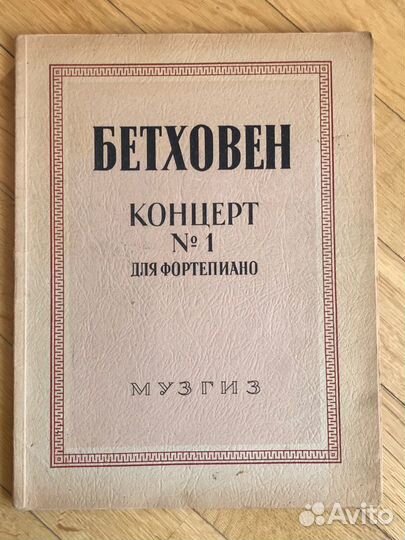 БЕТХОВЕН
КОНЦЕРТ
№ 1
ДЛЯ ФОРТЕПИАНО
МУЗГИЗ
Avito